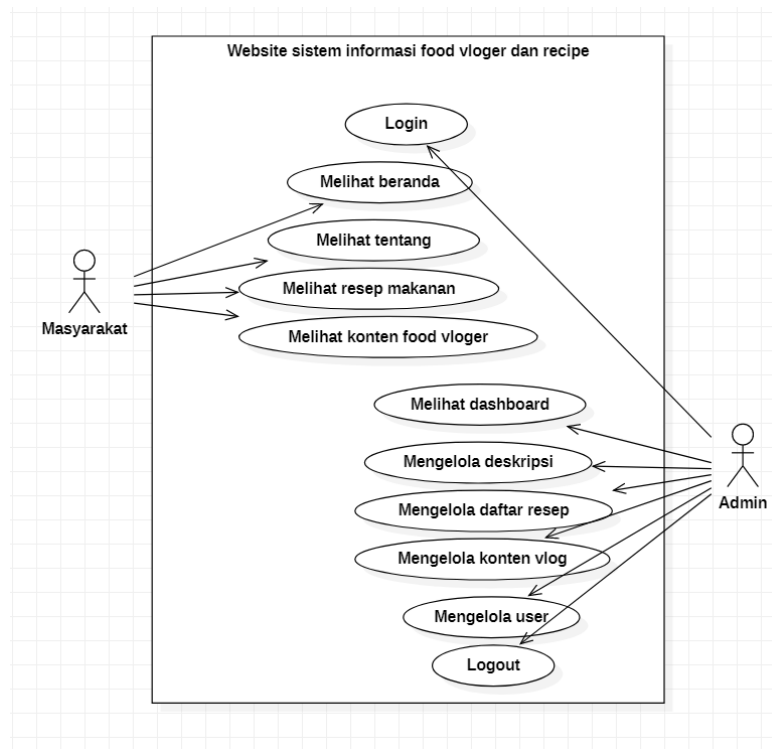 Website sistem informasi food vloger dan recipe
Login
Melihat beranda
Melihat tentang
Melihat resep makanan
Melihat konten food vloger
Masyarakat
Melihat dashboard
Mengelola deskripsi
Mengelola daftar resep
Mengelola konten vlog
Mengelola user
Logout
Admin